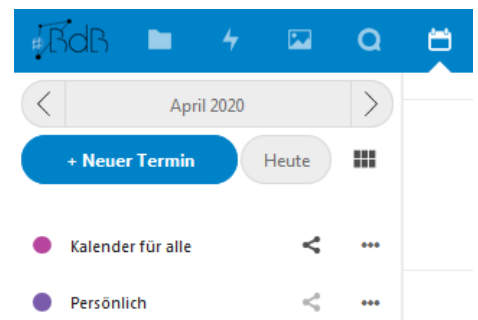 #BdB
April 2020
+ Neuer Termin
Heute
Kalender für alle
Persönlich